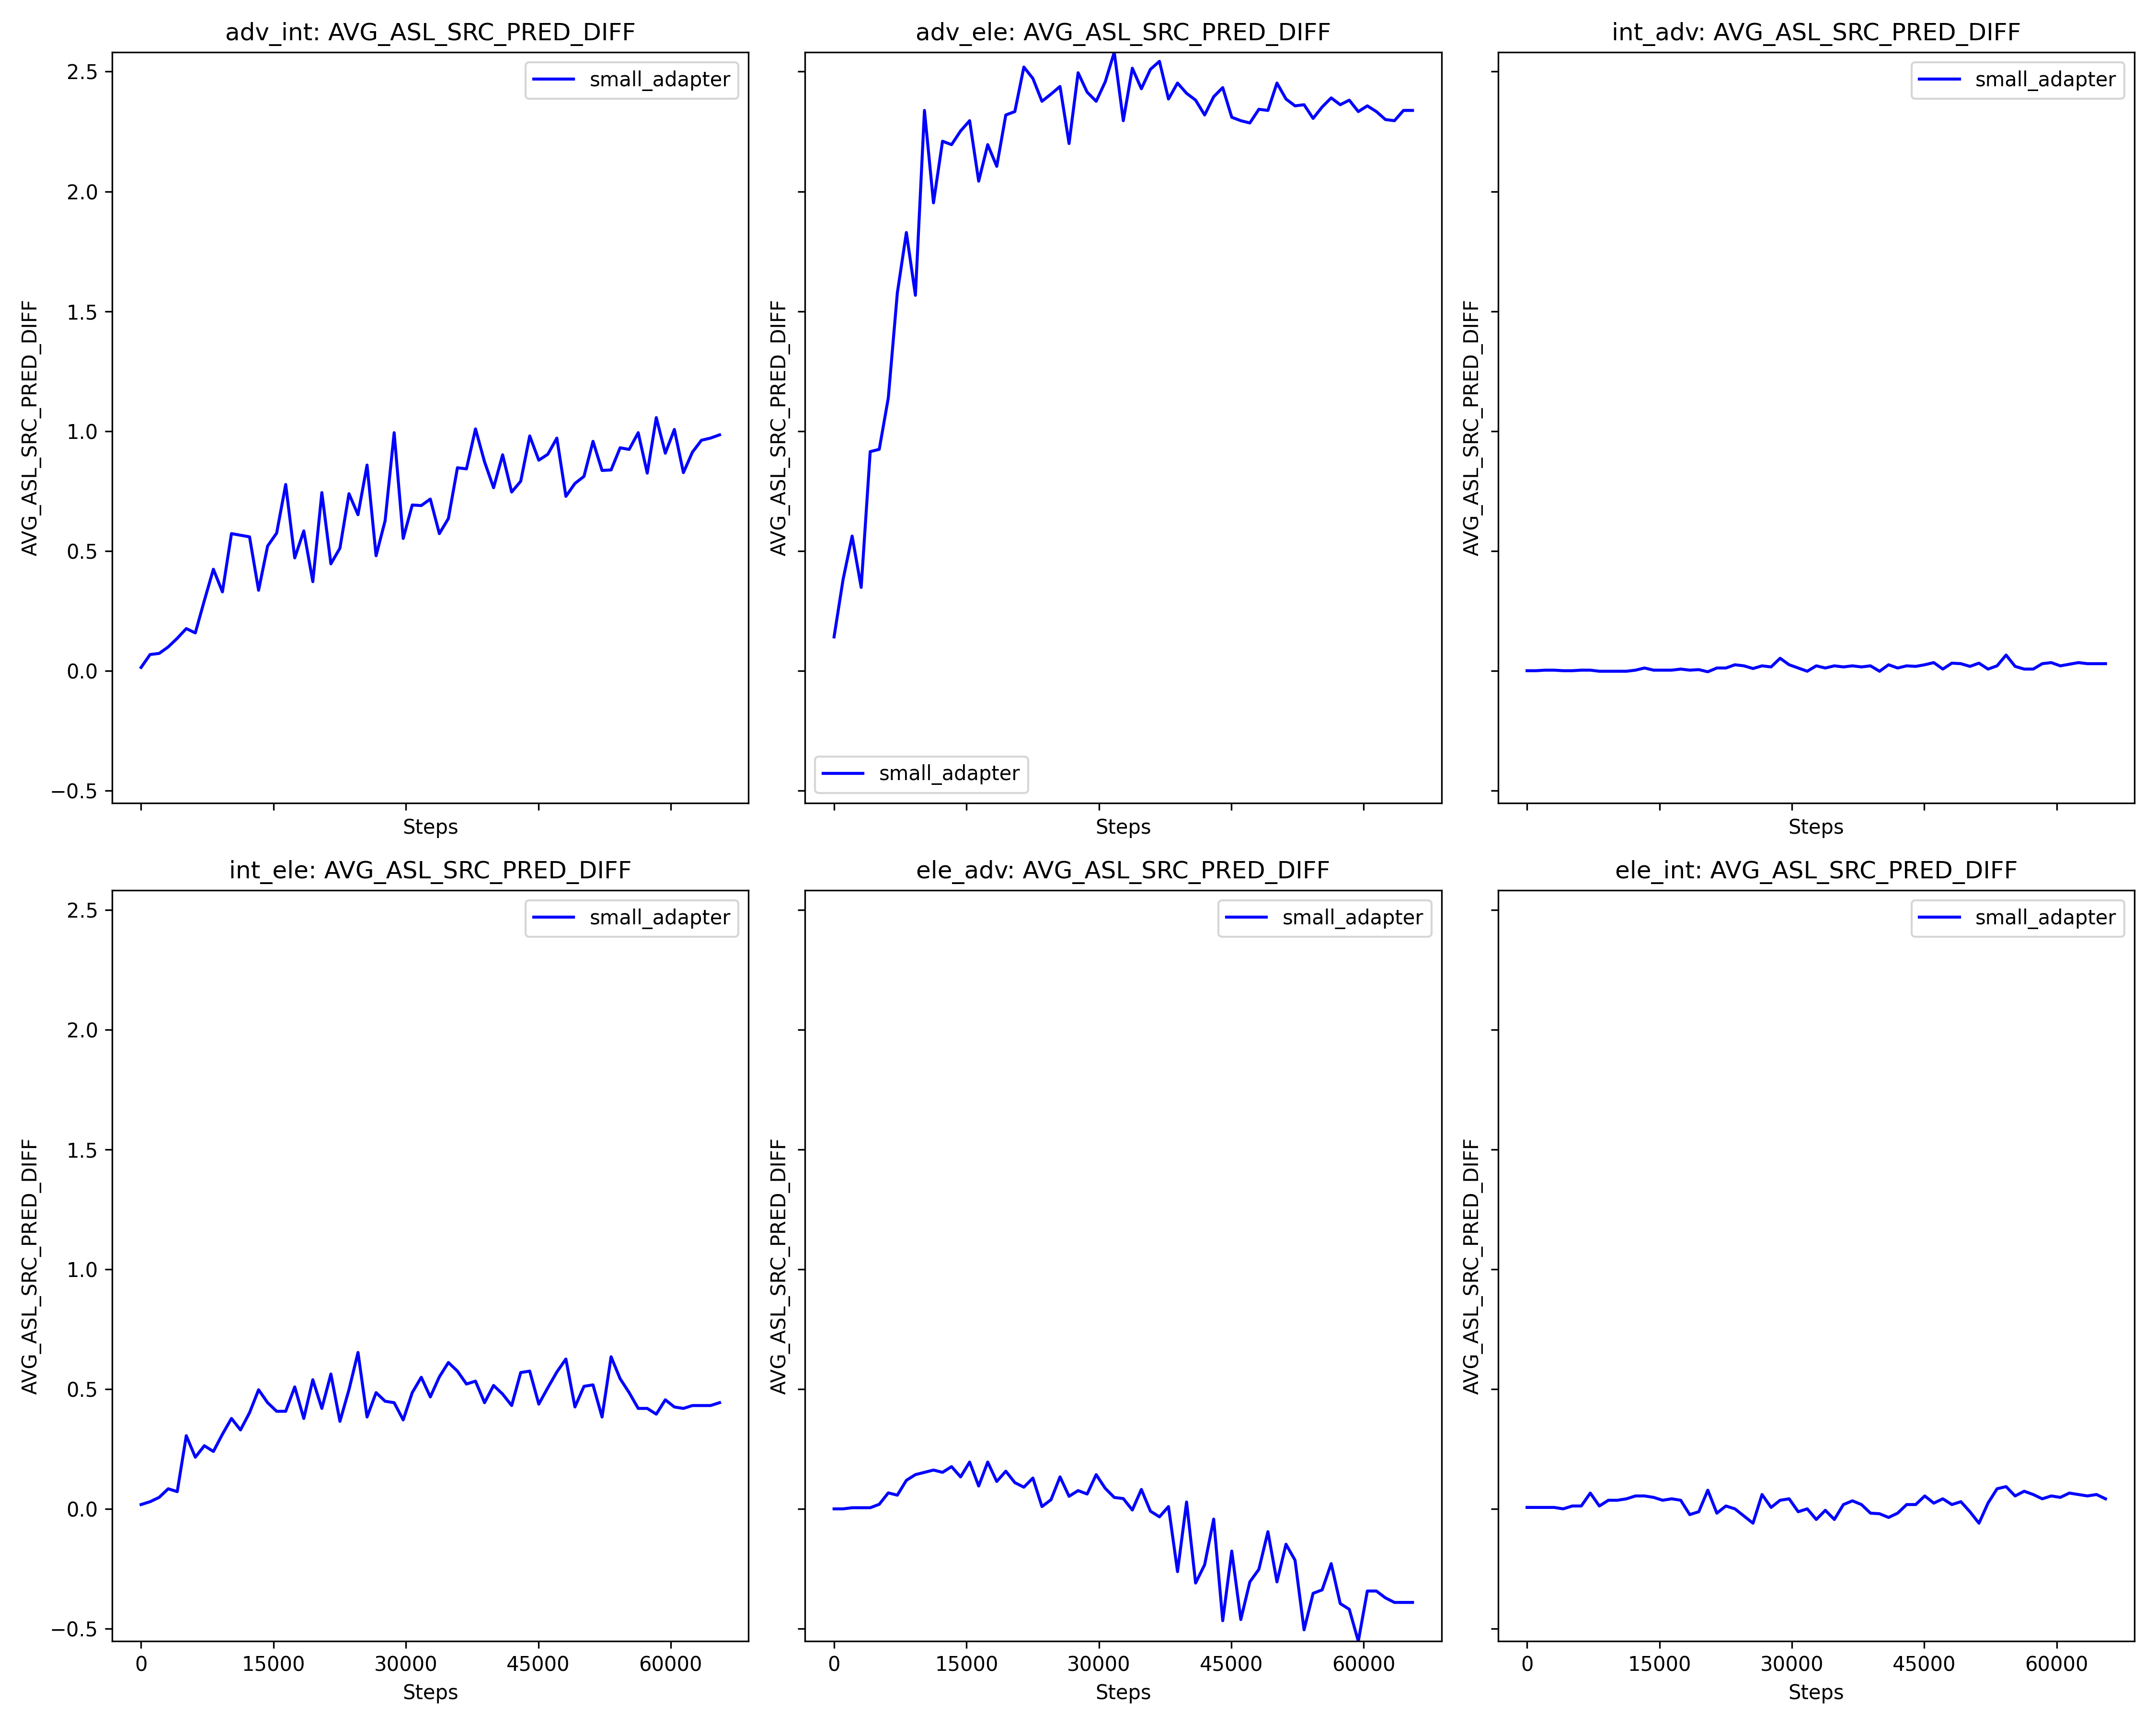 adv_int: AVG_ASL_SRC_PRED_DIFF
small_adapter
AVG_ASL_SRC_PRED_DIFF
2.5
2.0
1.5
1.0
0.5
0.0
−0.5
Steps
adv_ele: AVG_ASL_SRC_PRED_DIFF
AVG_ASL_SRC_PRED_DIFF
small_adapter
Steps
int_adv: AVG_ASL_SRC_PRED_DIFF
small_adapter
AVG_ASL_SRC_PRED_DIFF
Steps
int_ele: AVG_ASL_SRC_PRED_DIFF
small_adapter
AVG_ASL_SRC_PRED_DIFF
2.5
2.0
1.5
1.0
0.5
0.0
−0.5
0 15000 30000 45000 60000
Steps
ele_adv: AVG_ASL_SRC_PRED_DIFF
small_adapter
AVG_ASL_SRC_PRED_DIFF
0 15000 30000 45000 60000
Steps
ele_int: AVG_ASL_SRC_PRED_DIFF
small_adapter
AVG_ASL_SRC_PRED_DIFF
0 15000 30000 45000 60000
Steps